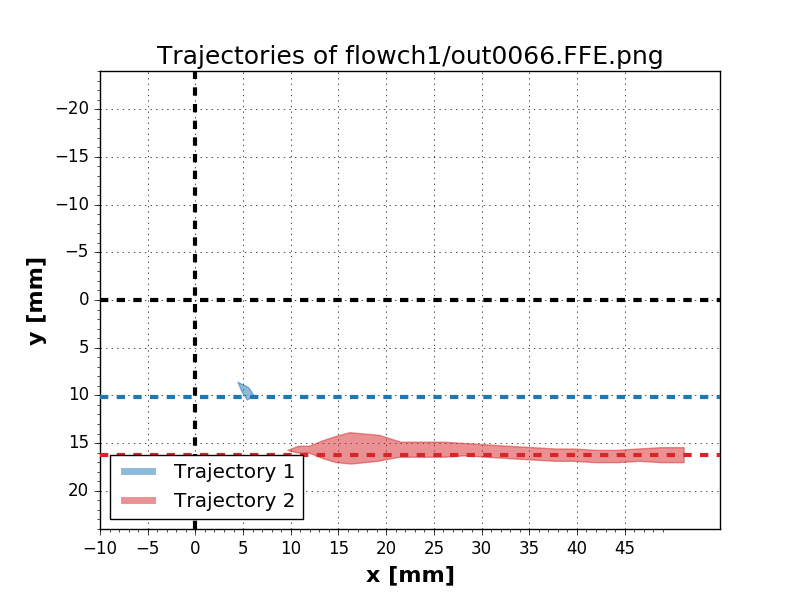 Trajectories of flowch1/out0066.FFE.png
y [mm]
−20
−15
−10
−5
0
5
10
15
20
Trajectory 1
Trajectory 2
−10 −5 0 5 10 15 20 25 30 35 40 45
x [mm]